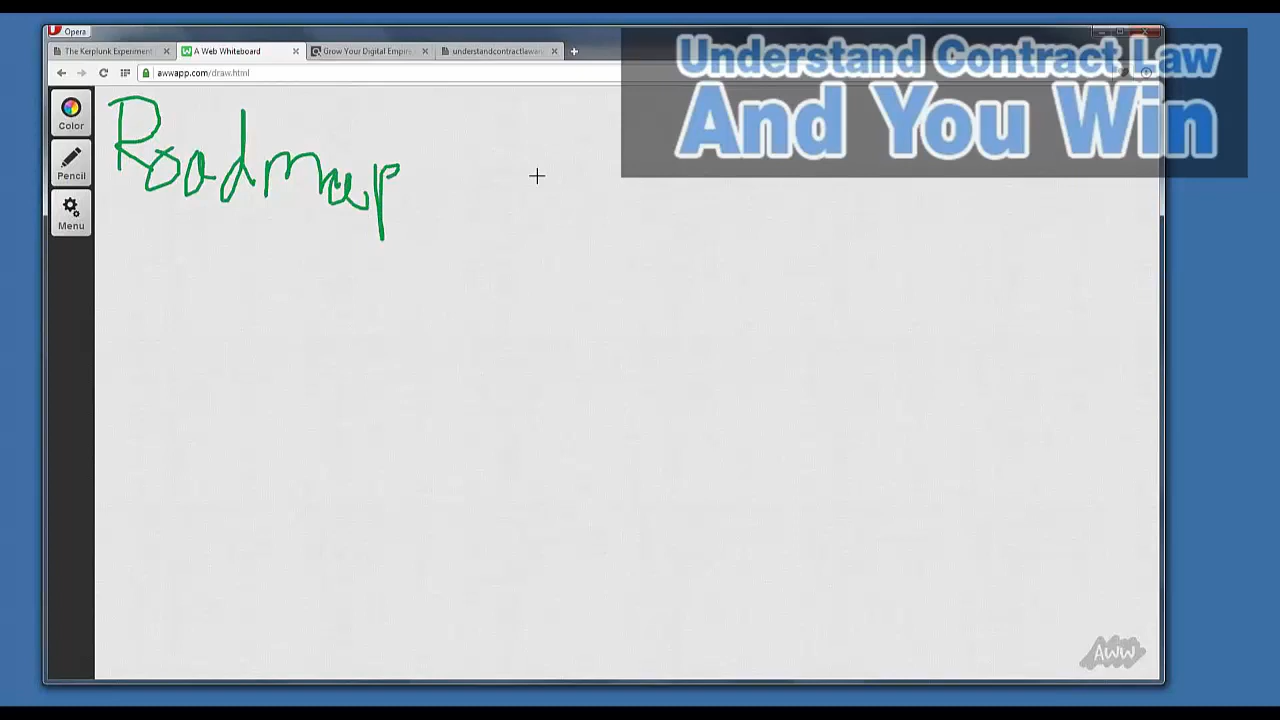 Opera
The Kerplunk Experiment
A Web Whiteboard
Grow Your Digital Empire
understandcontractlawan
awwapp.com/draw.html
Understand Contract Law
And You Win
Color
Pencil
Menu
Roadmap
AWW